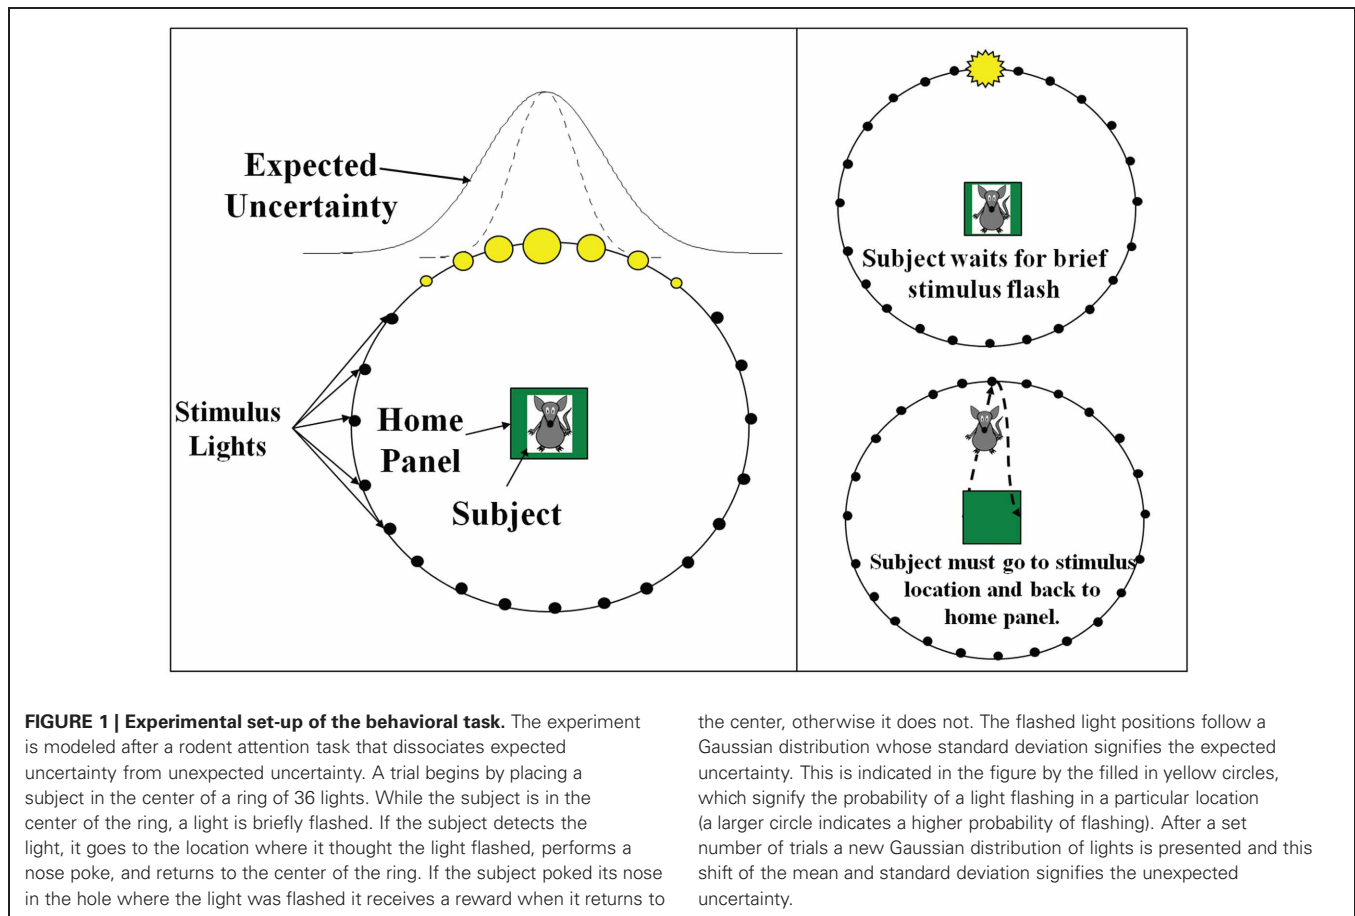 Expected
Uncertainty
Stimulus
Lights
Home
Panel
Subject
Subject waits for brief
stimulus flash
Subject must go to stimulus
location and back to
home panel.
FIGURE 1 | Experimental set-up of the behavioral task. The experiment
is modeled after a rodent attention task that dissociates expected
uncertainty from unexpected uncertainty. A trial begins by placing a
subject in the center of a ring of 36 lights. While the subject is in the
center of the ring, a light is briefly flashed. If the subject detects the
light, it goes to the location where it thought the light flashed, performs a
nose poke, and returns to the center of the ring. If the subject poked its nose
in the hole where the light was flashed it receives a reward when it returns to
the center, otherwise it does not. The flashed light positions follow a
Gaussian distribution whose standard deviation signifies the expected
uncertainty. This is indicated in the figure by the filled in yellow circles,
which signify the probability of a light flashing in a particular location
(a larger circle indicates a higher probability of flashing). After a set
number of trials a new Gaussian distribution of lights is presented and this
shift of the mean and standard deviation signifies the unexpected
uncertainty.